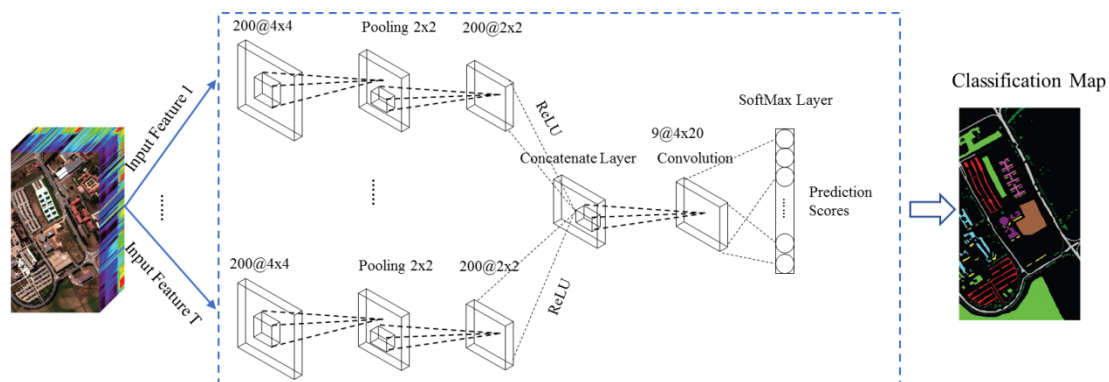 200@4x4
Pooling 2x2
200@2x2
Input Feature 1
ReLU
Classification Map
SoftMax Layer
9@4x20
Concatenate Layer
Convolution
Prediction
Scores
Input Feature T
200@4x4
Pooling 2x2
200@2x2
ReLU